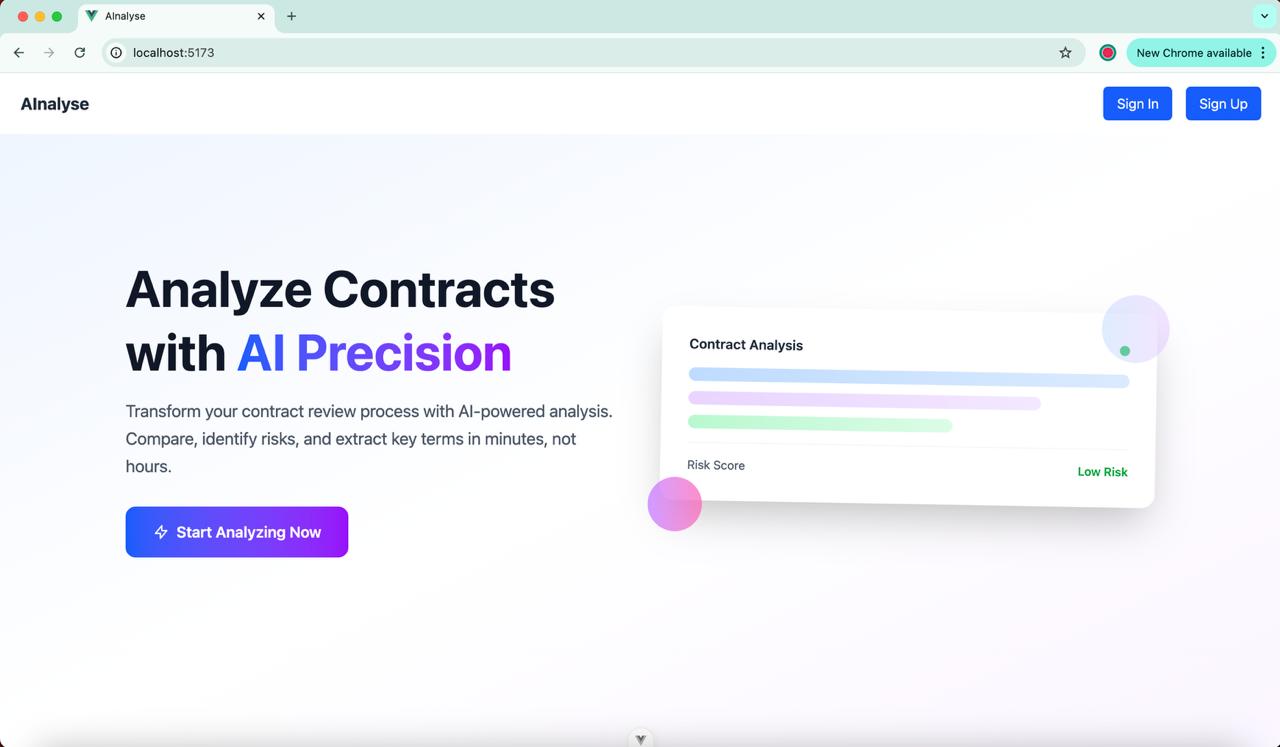 AInalyse
localhost:5173
New Chrome available
AInalyse
Sign In
Sign Up
Analyze Contracts
with AI Precision
Transform your contract review process with AI-powered analysis.
Compare, identify risks, and extract key terms in minutes, not
hours.
Start Analyzing Now
Contract Analysis
Risk Score
Low Risk